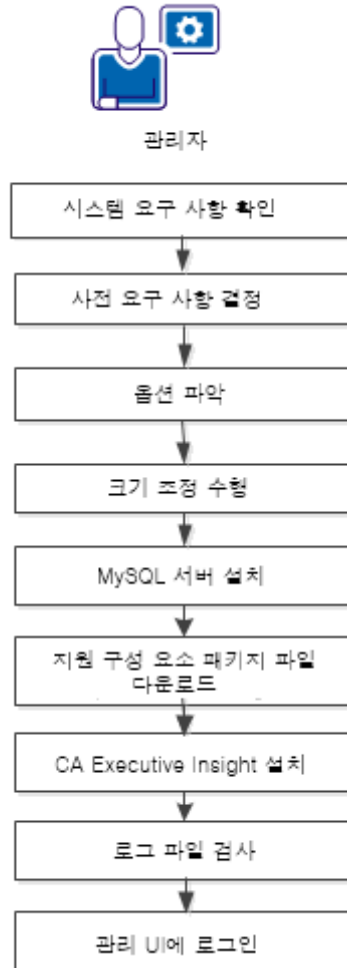 관리자
시스템 요구 사항 확인
사전 요구 사항 결정
옵션 파악
크기 조정 수행
MySQL 서버 설치
지원 구성 요소 패키지 파일
다운로드
CA Executive Insight 설치
로그 파일 검사
관리 UI에 로그인